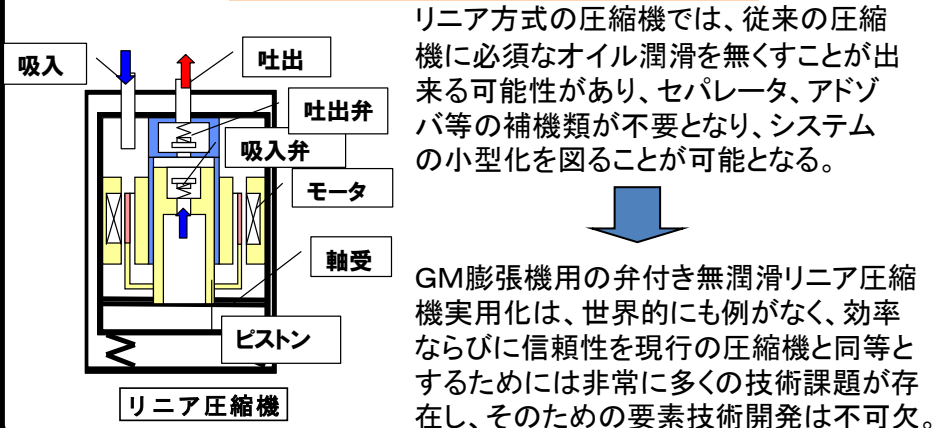 吸入
吐出
吐出弁
吸入弁
モータ
軸受
ピストン
リニア圧縮機
リニア方式の圧縮機では、従来の圧縮
機に必須なオイル潤滑を無くすことが出
来る可能性があり、セパレータ、アドゾ
バ等の補機類が不要となり、システム
の小型化を図ることが可能となる。
GM膨張機用の弁付き無潤滑リニア圧縮
機実用化は、世界的にも例がなく、効率
ならびに信頼性を現行の圧縮機と同等と
するためには非常に多くの技術課題が存
在し、そのための要素技術開発は不可欠。